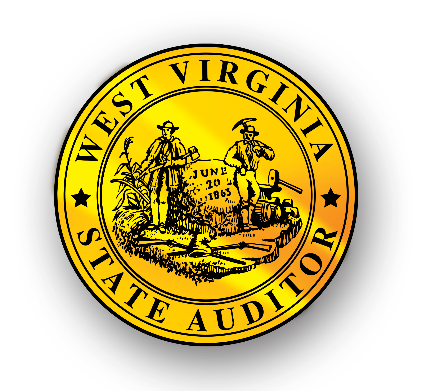 WEST VIRGINIA
JUNE
20
1863
STATE AUDITOR